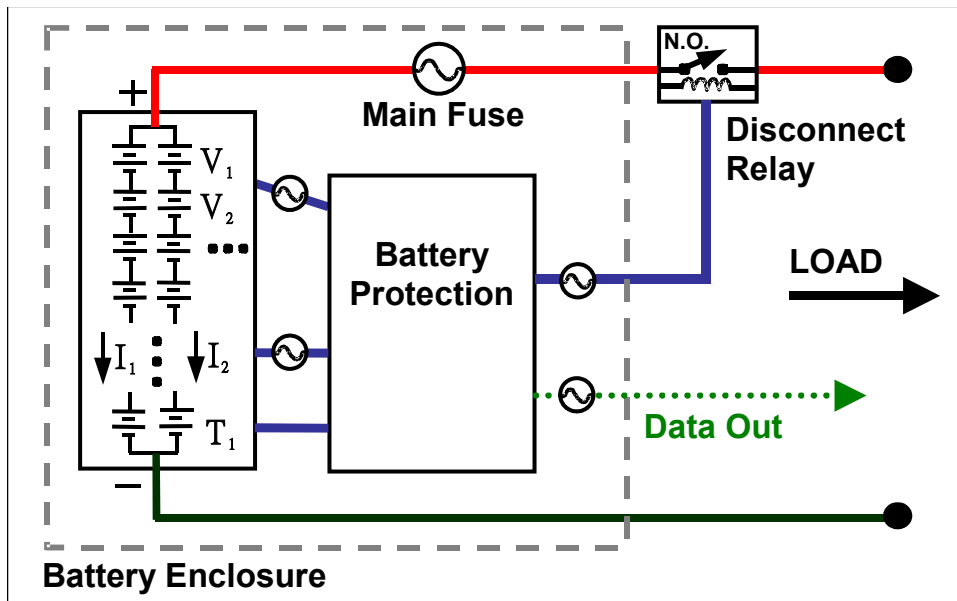 N.O.
+
Main Fuse
Disconnect
Relay
V1
V2
Battery
Protection
LOAD
I1
I2
T1
Data Out
−
Battery Enclosure